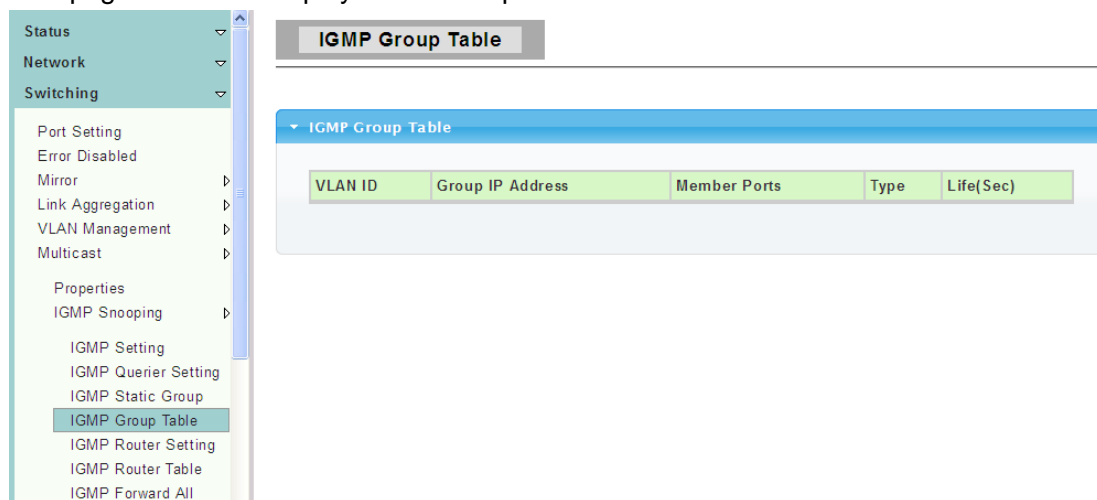 Status
Network
Switching
Port Setting
Error Disabled
Mirror
Link Aggregation
VLAN Management
Multicast
Properties
IGMP Snooping
IGMP Setting
IGMP Querier Setting
IGMP Static Group
IGMP Group Table
IGMP Router Setting
IGMP Router Table
IGMP Forward All
IGMP Group Table
IGMP Group Table
VLAN ID Group IP Address Member Ports Type Life(Sec)